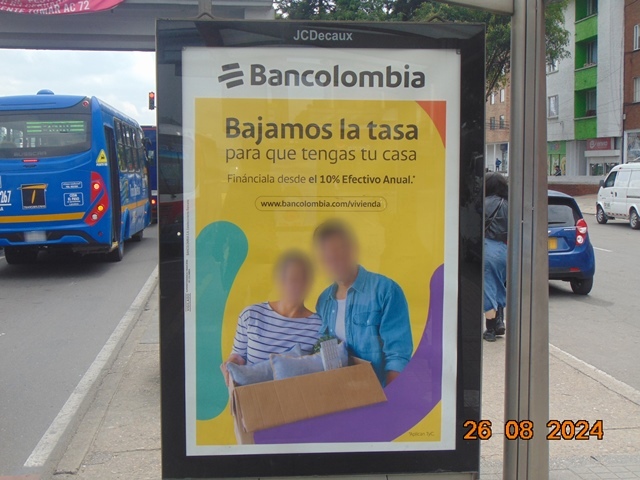 JCDecaux
Bancolombia
Bajamos la tasa
para que tengas tu casa
Fináncíala desde el 10% Efectivo Anual.*
www.bancolombia.com/vivienda
26 08 2024